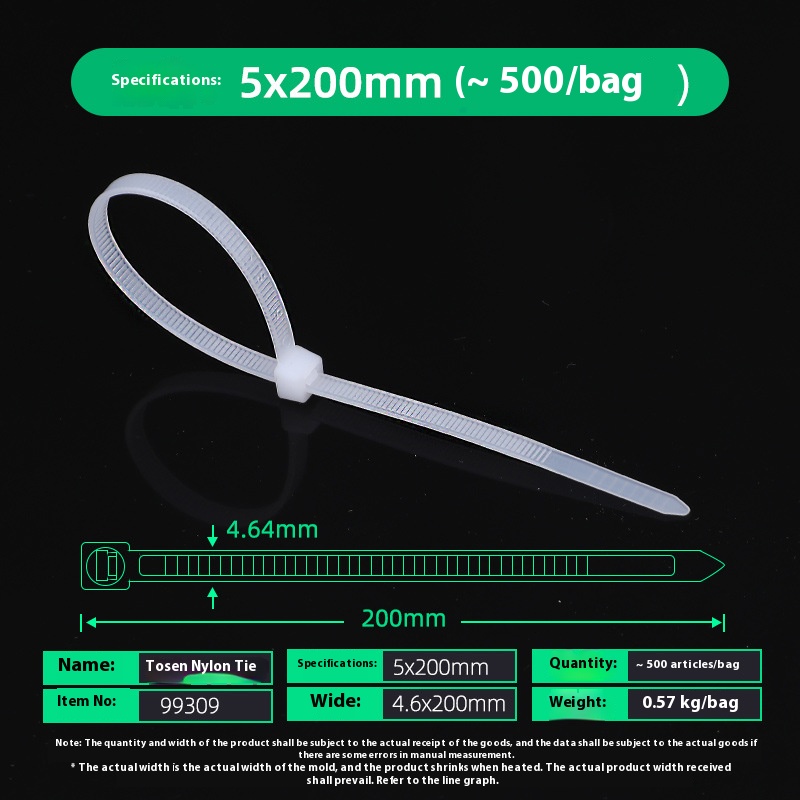 Specifications: 5x200mm (~ 500/bag )
4.64mm
200mm
Name: Tosen Nylon Tie
Specifications: 5x200mm
Quantity: ~ 500 articles/bag
Item No: 99309
Wide: 4.6x200mm
Weight: 0.57 kg/bag
Note: The quantity and width of the product shall be subject to the actual receipt of the goods, and the data shall be subject to the actual goods if
there are some errors in manual measurement.
* The actual width is the actual width of the mold, and the product shrinks when heated. The actual product width received
shall prevail. Refer to the line graph.